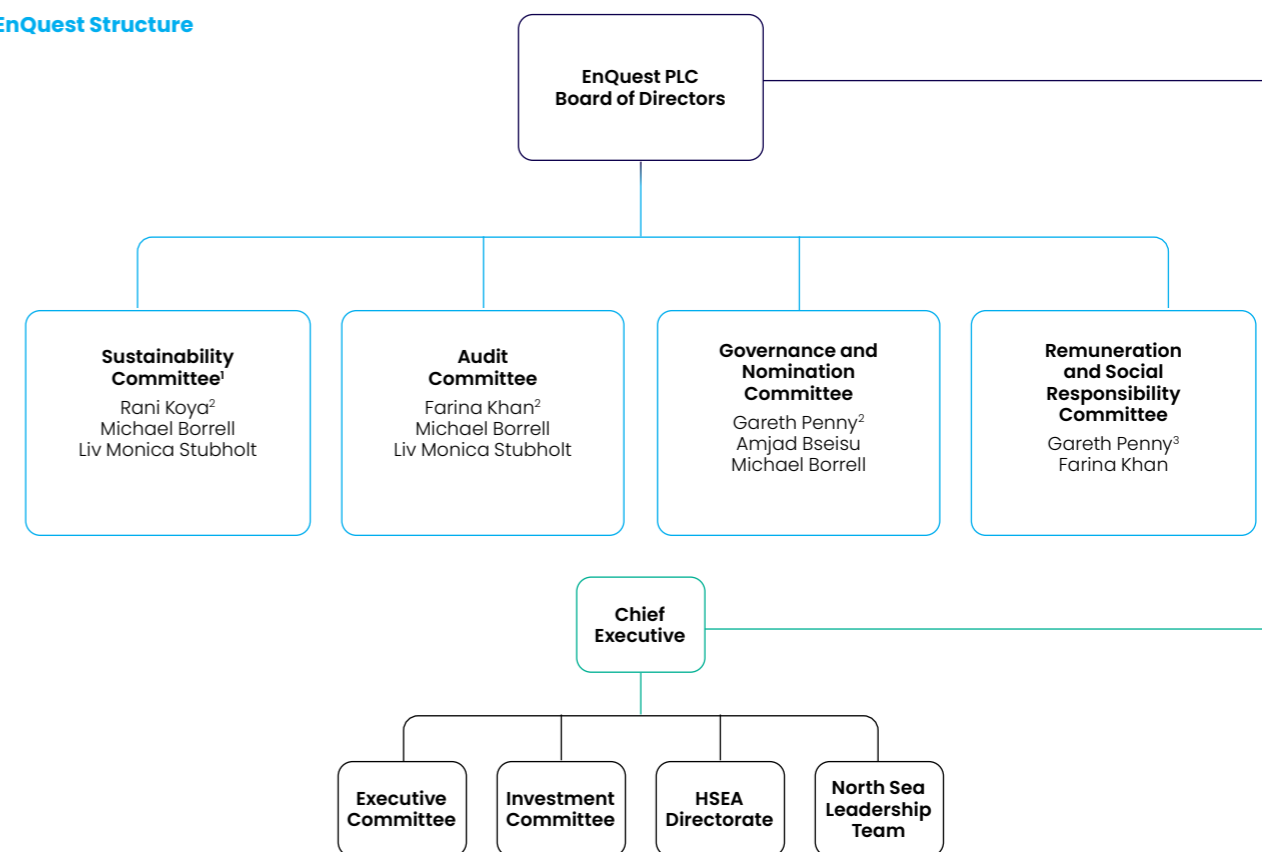 EnQuest Structure
EnQuest PLC
Board of Directors
Sustainability
Committee¹
Rani Koya²
Michael Borrell
Liv Monica Stubholt
Audit
Committee
Farina Khan²
Michael Borrell
Liv Monica Stubholt
Governance and
Nomination
Committee
Gareth Penny²
Amjad Bseisu
Michael Borrell
Remuneration
and Social
Responsibility
Committee
Gareth Penny³
Farina Khan
Chief
Executive
Executive
Committee
Investment
Committee
HSEA
Directorate
North Sea
Leadership
Team